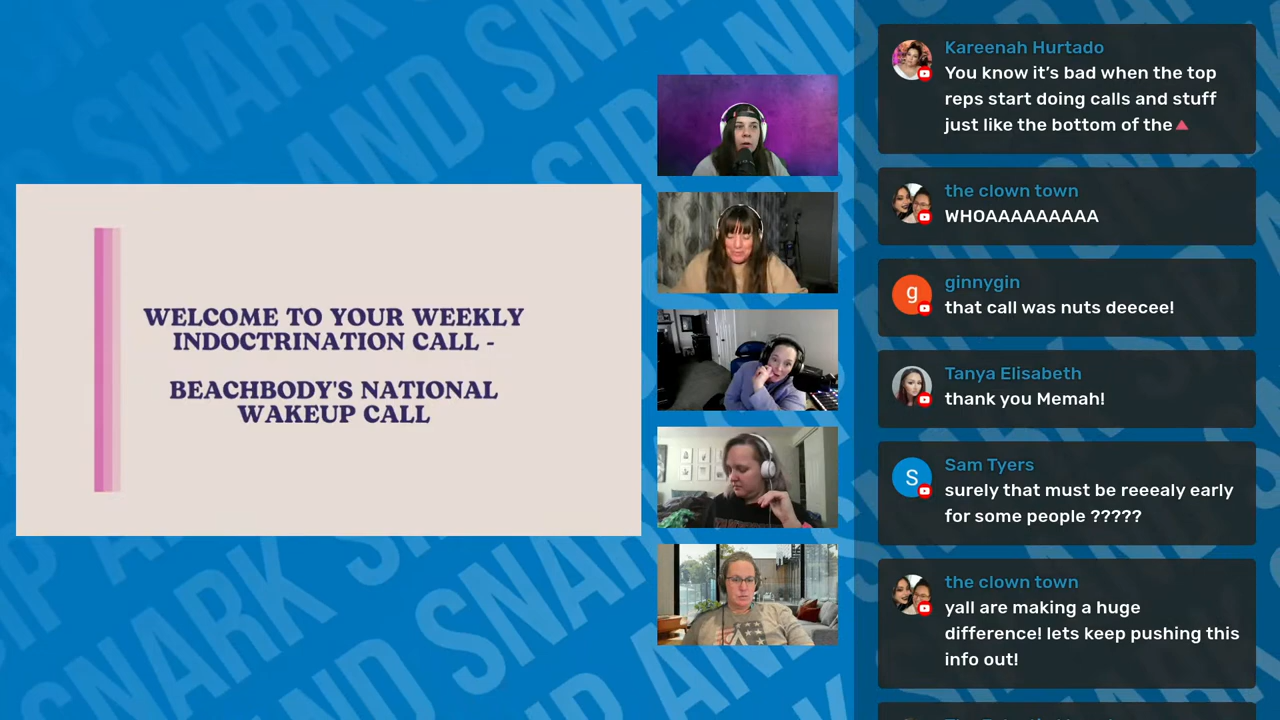 WELCOME TO YOUR WEEKLY
INDOCTRINATION CALL -
BEACHBODY'S NATIONAL
WAKEUP CALL
Kareenah Hurtado
You know it's bad when the top
reps start doing calls and stuff
just like the bottom of the🔺
the clown town
WHOAAAAAAAAA
g
ginnygin
that call was nuts deecee!
Tanya Elisabeth
thank you Memah!
S
Sam Tyers
surely that must be reeealy early
for some people ?????
the clown town
yall are making a huge
difference! lets keep pushing this
info out!
SIP AND SNARK